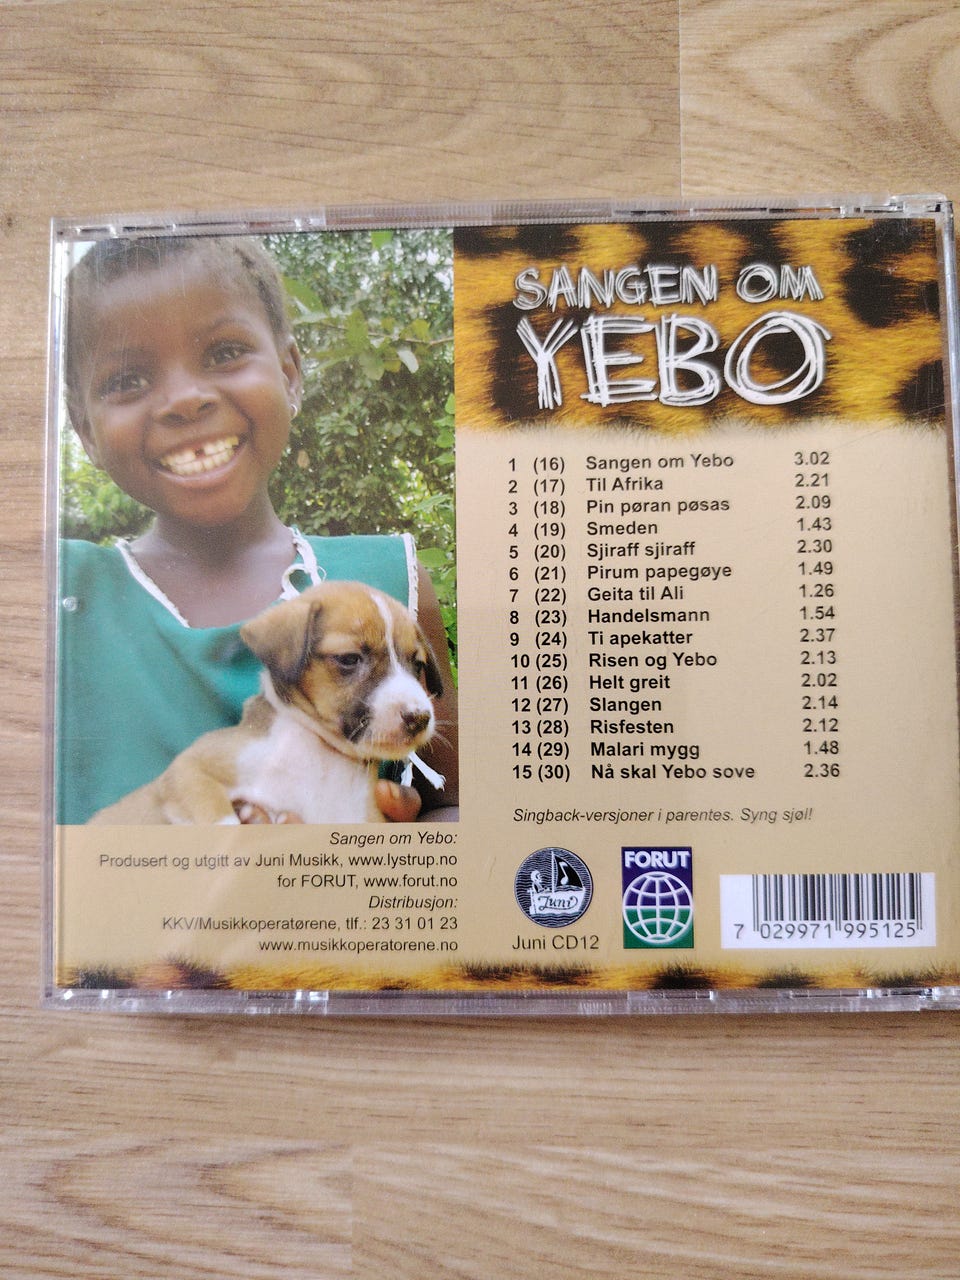 SANGEN OM
YEBO
1 (16) Sangen om Yebo 3.02
2 (17) Til Afrika 2.21
3 (18) Pin pøran pøsas 2.09
4 (19) Smeden 1.43
5 (20) Sjiraff sjiraff 2.30
6 (21) Pirum papegøye 1.49
7 (22) Geita til Ali 1.26
8 (23) Handelsmann 1.54
9 (24) Ti apekatter 2.37
10 (25) Risen og Yebo 2.13
11 (26) Helt greit 2.02
12 (27) Slangen 2.14
13 (28) Risfesten 2.12
14 (29) Malari mygg 1.48
15 (30) Nå skal Yebo sove 2.36
Singback-versjoner i parentes. Syng sjøl!
Sangen om Yebo:
Produsert og utgitt av Juni Musikk, www.lystrup.no
for FORUT, www.forut.no
Distribusjon:
KKV/Musikkoperatørene, tlf.: 23 31 01 23
www.musikkoperatorene.no
Juni
Juni CD12
FORUT
7 029971 995125